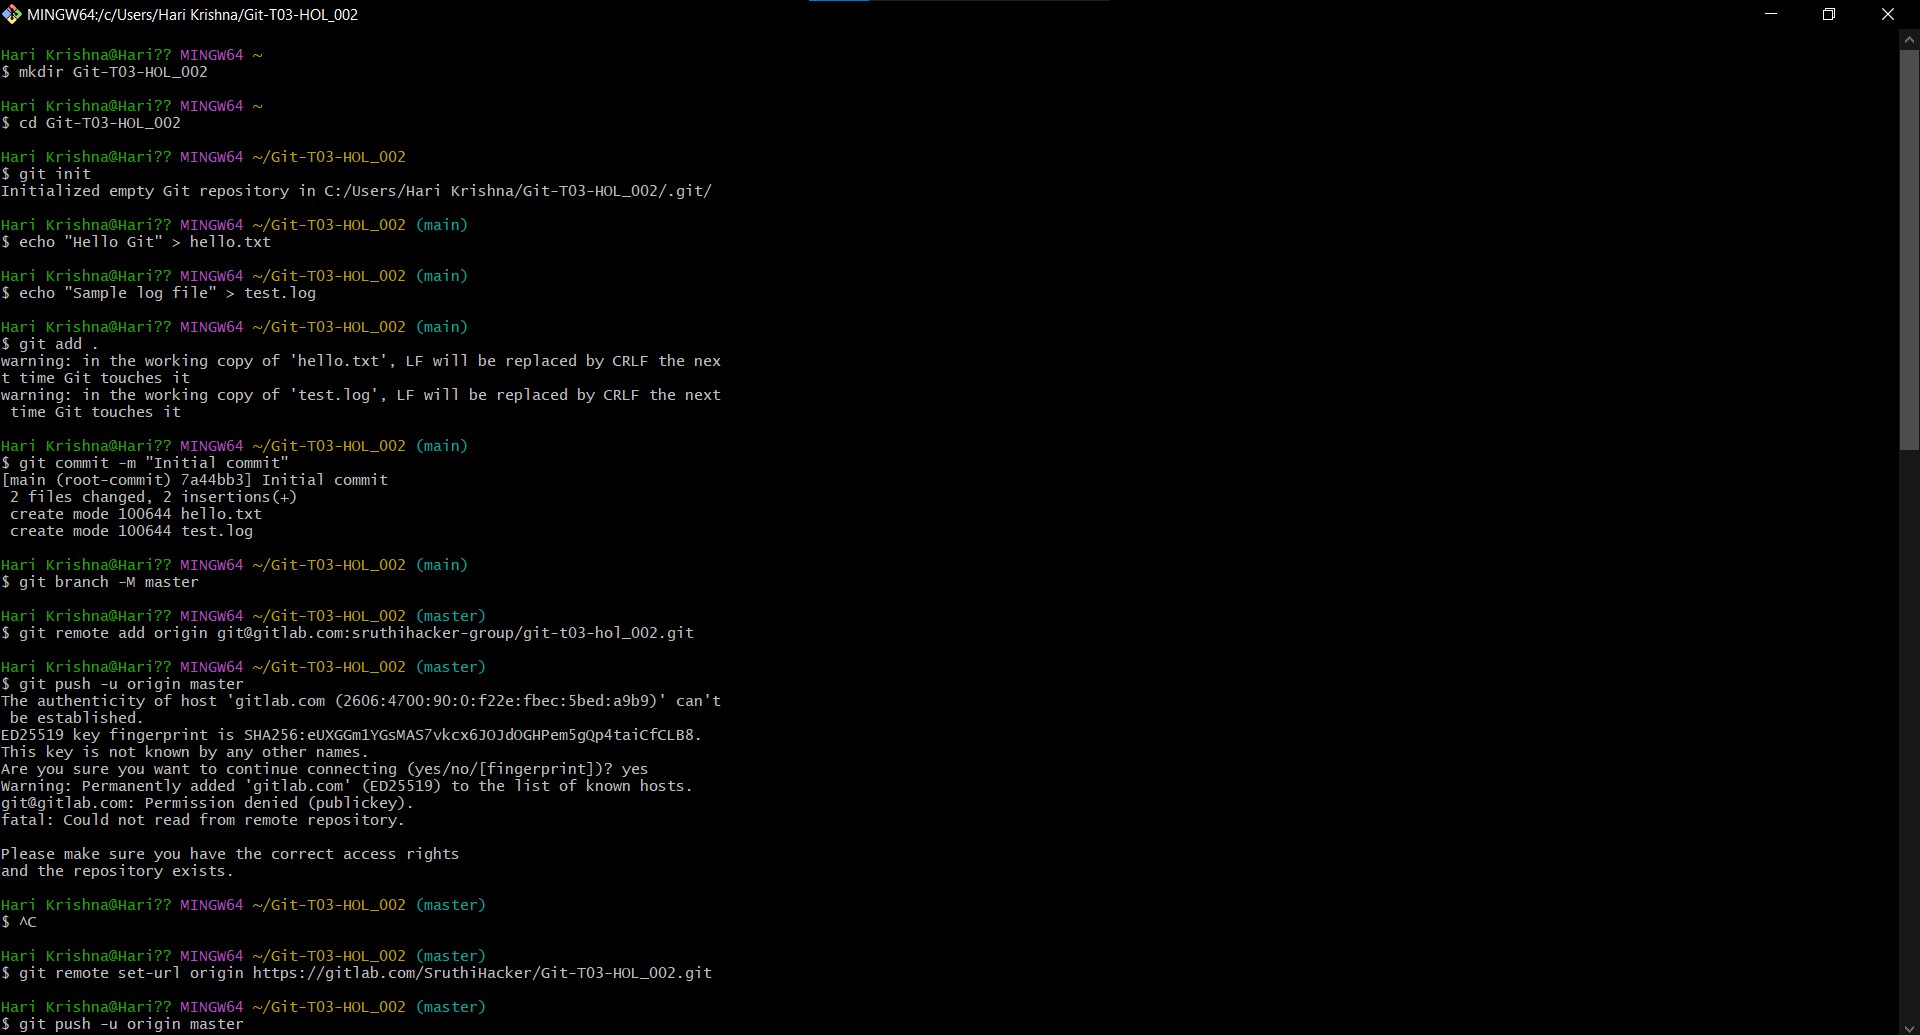 MINGW64:/c/Users/Hari Krishna/Git-T03-HOL_002
Hari Krishna@Hari?? MINGW64 ~
$ mkdir Git-T03-HOL_002
Hari Krishna@Hari?? MINGW64 ~
$ cd Git-T03-HOL_002
Hari Krishna@Hari?? MINGW64 ~/Git-T03-HOL_002
$ git init
Initialized empty Git repository in C:/Users/Hari Krishna/Git-T03-HOL_002/.git/
Hari Krishna@Hari?? MINGW64 ~/Git-T03-HOL_002 (main)
$ echo "Hello Git" > hello.txt
Hari Krishna@Hari?? MINGW64 ~/Git-T03-HOL_002 (main)
$ echo "Sample log file" > test.log
Hari Krishna@Hari?? MINGW64 ~/Git-T03-HOL_002 (main)
$ git add .
warning: in the working copy of 'hello.txt', LF will be replaced by CRLF the nex
t time Git touches it
warning: in the working copy of 'test.log', LF will be replaced by CRLF the next
 time Git touches it
Hari Krishna@Hari?? MINGW64 ~/Git-T03-HOL_002 (main)
$ git commit -m "Initial commit"
[main (root-commit) 7a44bb3] Initial commit
 2 files changed, 2 insertions(+)
 create mode 100644 hello.txt
 create mode 100644 test.log
Hari Krishna@Hari?? MINGW64 ~/Git-T03-HOL_002 (main)
$ git branch -M master
Hari Krishna@Hari?? MINGW64 ~/Git-T03-HOL_002 (master)
$ git remote add origin git@gitlab.com:sruthihacker-group/git-t03-hol_002.git
Hari Krishna@Hari?? MINGW64 ~/Git-T03-HOL_002 (master)
$ git push -u origin master
The authenticity of host 'gitlab.com (2606:4700:90:0:f22e:fbec:5bed:a9b9)' can't
 be established.
ED25519 key fingerprint is SHA256:eUXGGm1YGsMAS7vkcx6JOJdOGHPem5gQp4taiCfCLB8.
This key is not known by any other names.
Are you sure you want to continue connecting (yes/no/[fingerprint])? yes
Warning: Permanently added 'gitlab.com' (ED25519) to the list of known hosts.
git@gitlab.com: Permission denied (publickey).
fatal: Could not read from remote repository.
Please make sure you have the correct access rights
and the repository exists.
Hari Krishna@Hari?? MINGW64 ~/Git-T03-HOL_002 (master)
$ ^C
Hari Krishna@Hari?? MINGW64 ~/Git-T03-HOL_002 (master)
$ git remote set-url origin https://gitlab.com/SruthiHacker/Git-T03-HOL_002.git
Hari Krishna@Hari?? MINGW64 ~/Git-T03-HOL_002 (master)
$ git push -u origin master